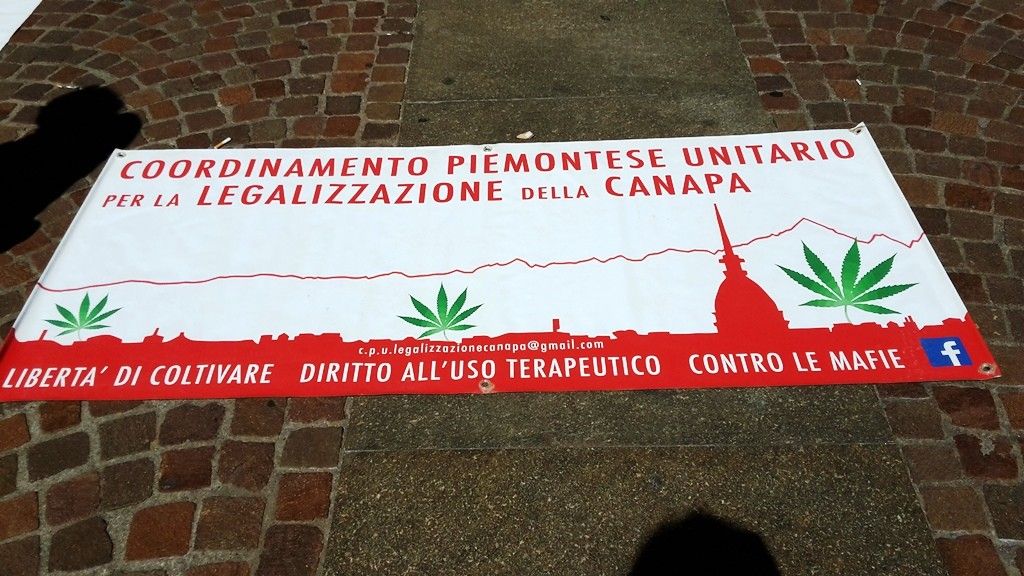 COORDINAMENTO PIEMONTESE UNITARIO
PER LA LEGALIZZAZIONE DELLA CANAPA
c.p.u.legalizzazionecanapa@gmail.com
LIBERTA' DI COLTIVARE DIRITTO ALL'USO TERAPEUTICO CONTRO LE MAFIE f